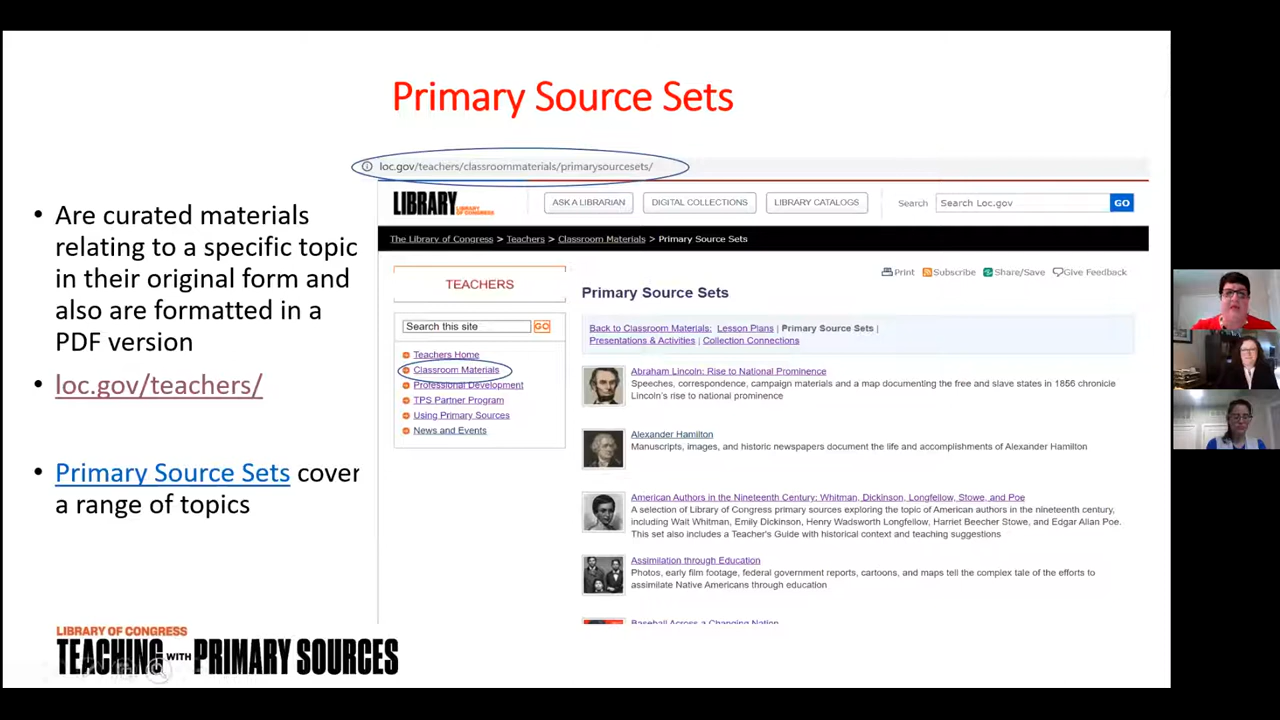 Primary Source Sets
loc.gov/teachers/classroommaterials/primarysourcesets/
Are curated materials
relating to a specific topic
in their original form and
also are formatted in a
PDF version
loc.gov/teachers/
Primary Source Sets cover
a range of topics
LIBRARY OF CONGRESS
ASK A LIBRARIAN
DIGITAL COLLECTIONS
LIBRARY CATALOGS
Search
Search Loc.gov
GO
The Library of Congress > Teachers > Classroom Materials > Primary Source Sets
Print
Subscribe
Share/Save
Give Feedback
TEACHERS
Search this site
GO
Teachers Home
Classroom Materials
Professional Development
TPS Partner Program
Using Primary Sources
News and Events
Primary Source Sets
Back to Classroom Materials: Lesson Plans | Primary Source Sets |
Presentations & Activities | Collection Connections
Abraham Lincoln: Rise to National Prominence
Speeches, correspondence, campaign materials and a map documenting the free and slave states in 1856 chronicle
Lincoln's rise to national prominence
Alexander Hamilton
Manuscripts, images, and historic newspapers document the life and accomplishments of Alexander Hamilton
American Authors in the Nineteenth Century: Whitman, Dickinson, Longfellow, Stowe, and Poe
A selection of Library of Congress primary sources exploring the topic of American authors in the nineteenth century,
including Walt Whitman, Emily Dickinson, Henry Wadsworth Longfellow, Harriet Beecher Stowe, and Edgar Allan Poe.
This set also includes a Teacher's Guide with historical context and teaching suggestions
Assimilation through Education
Photos, early film footage, federal government reports, cartoons, and maps tell the complex tale of the efforts to
assimilate Native Americans through education
Baseball Across a Changing Nation
LIBRARY OF CONGRESS
TEACHING WITH PRIMARY SOURCES